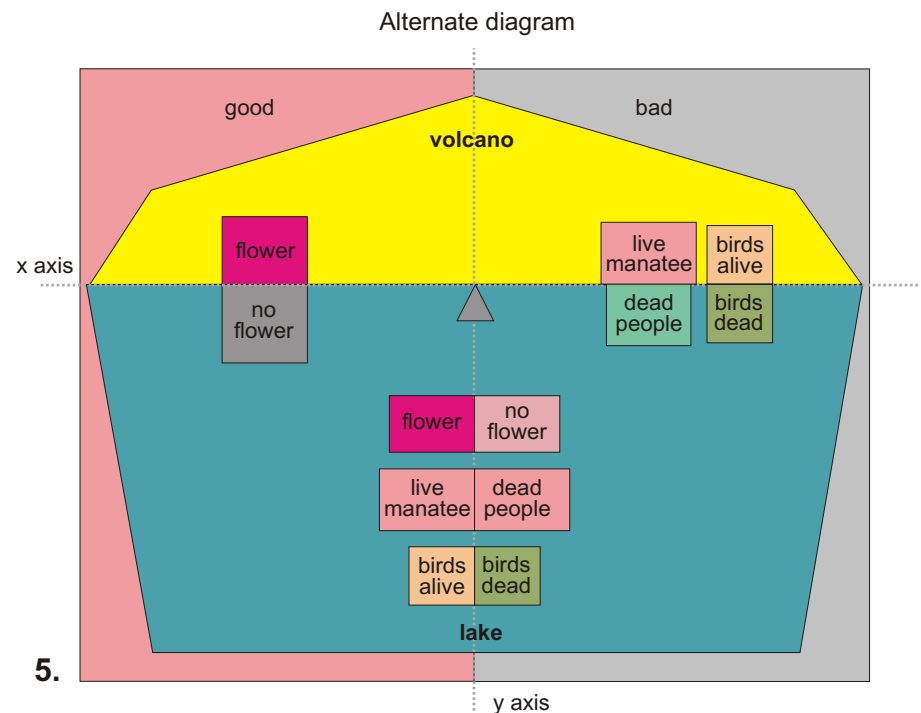 Alternate diagram
good
bad
volcano
flower
live
manatee
birds
alive
x axis
no
flower
dead
people
birds
dead
flower
no
flower
live
manatee
dead
people
birds
alive
birds
dead
lake
5.
y axis